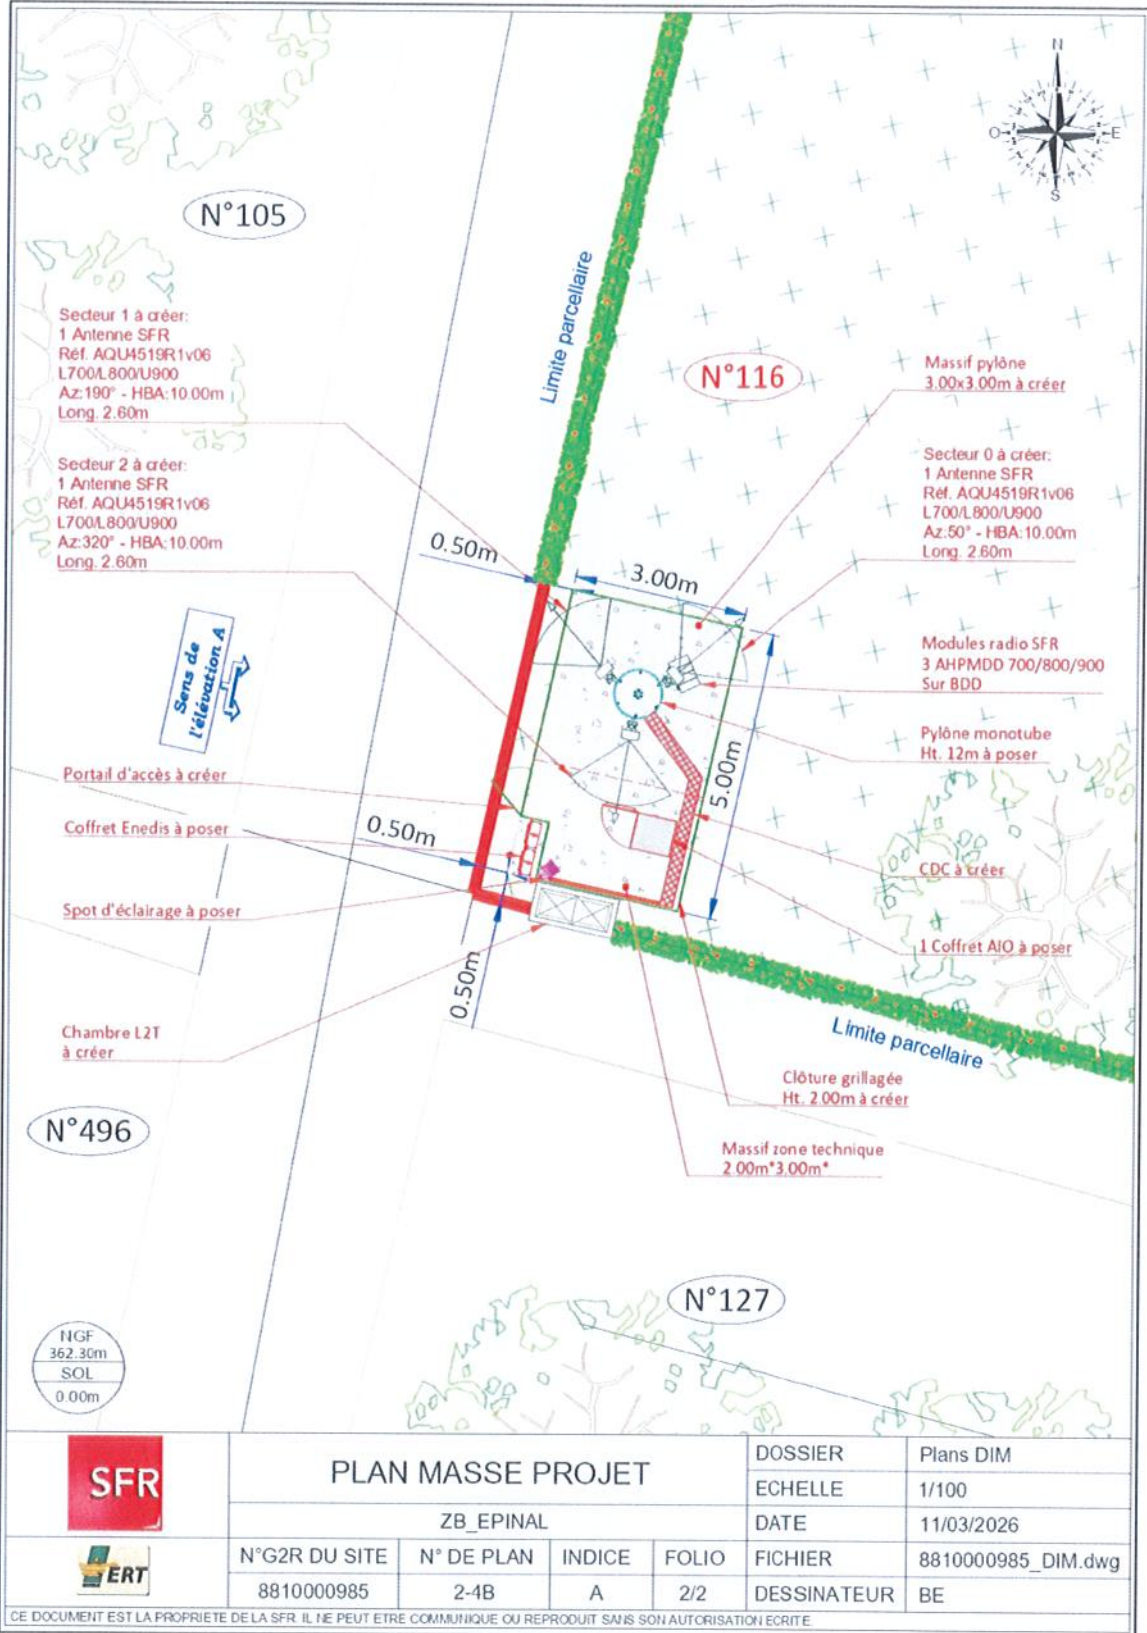 N
O
E
S
N°105
Limite parcellaire
Secteur 1 à créer:
1 Antenne SFR
Réf. AQU4519R1v06
L700/L800/U900
Az:190° - HBA:10.00m
Long. 2.60m
N°116
Massif pylône
3.00x3.00m à créer
Secteur 2 à créer:
1 Antenne SFR
Réf. AQU4519R1v06
L700/L800/U900
Az:320° - HBA:10.00m
Long. 2.60m
Secteur 0 à créer:
1 Antenne SFR
Réf. AQU4519R1v06
L700/L800/U900
Az:50° - HBA:10.00m
Long. 2.60m
0.50m
3.00m
Sens de
l'élévation A
Modules radio SFR
3 AHPMDD 700/800/900
Sur BDD
Pylône monotube
Ht. 12m à poser
5.00m
Portail d'accès à créer
Coffret Enedis à poser
0.50m
CDC à créer
Spot d'éclairage à poser
1 Coffret AIO à poser
0.50m
Chambre L2T
à créer
Limite parcellaire
Clôture grillagée
Ht. 2.00m à créer
N°496
Massif zone technique
2.00m*3.00m*
N°127
NGF
362.30m
SOL
0.00m
SFR
PLAN MASSE PROJET
DOSSIER
Plans DIM
ECHELLE
1/100
ZB_EPINAL
DATE
11/03/2026
ERT
N°G2R DU SITE
N° DE PLAN
INDICE
FOLIO
FICHIER
8810000985_DIM.dwg
8810000985
2-4B
A
2/2
DESSINATEUR
BE
CE DOCUMENT EST LA PROPRIETE DE LA SFR. IL NE PEUT ETRE COMMUNIQUE OU REPRODUIT SANS SON AUTORISATION ECRITE.